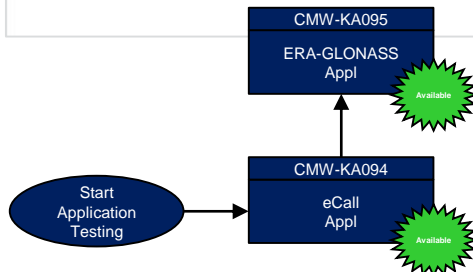 CMW-KA095
ERA-GLONASS
Appl
Available
CMW-KA094
eCall
Appl
Available
Start
Application
Testing